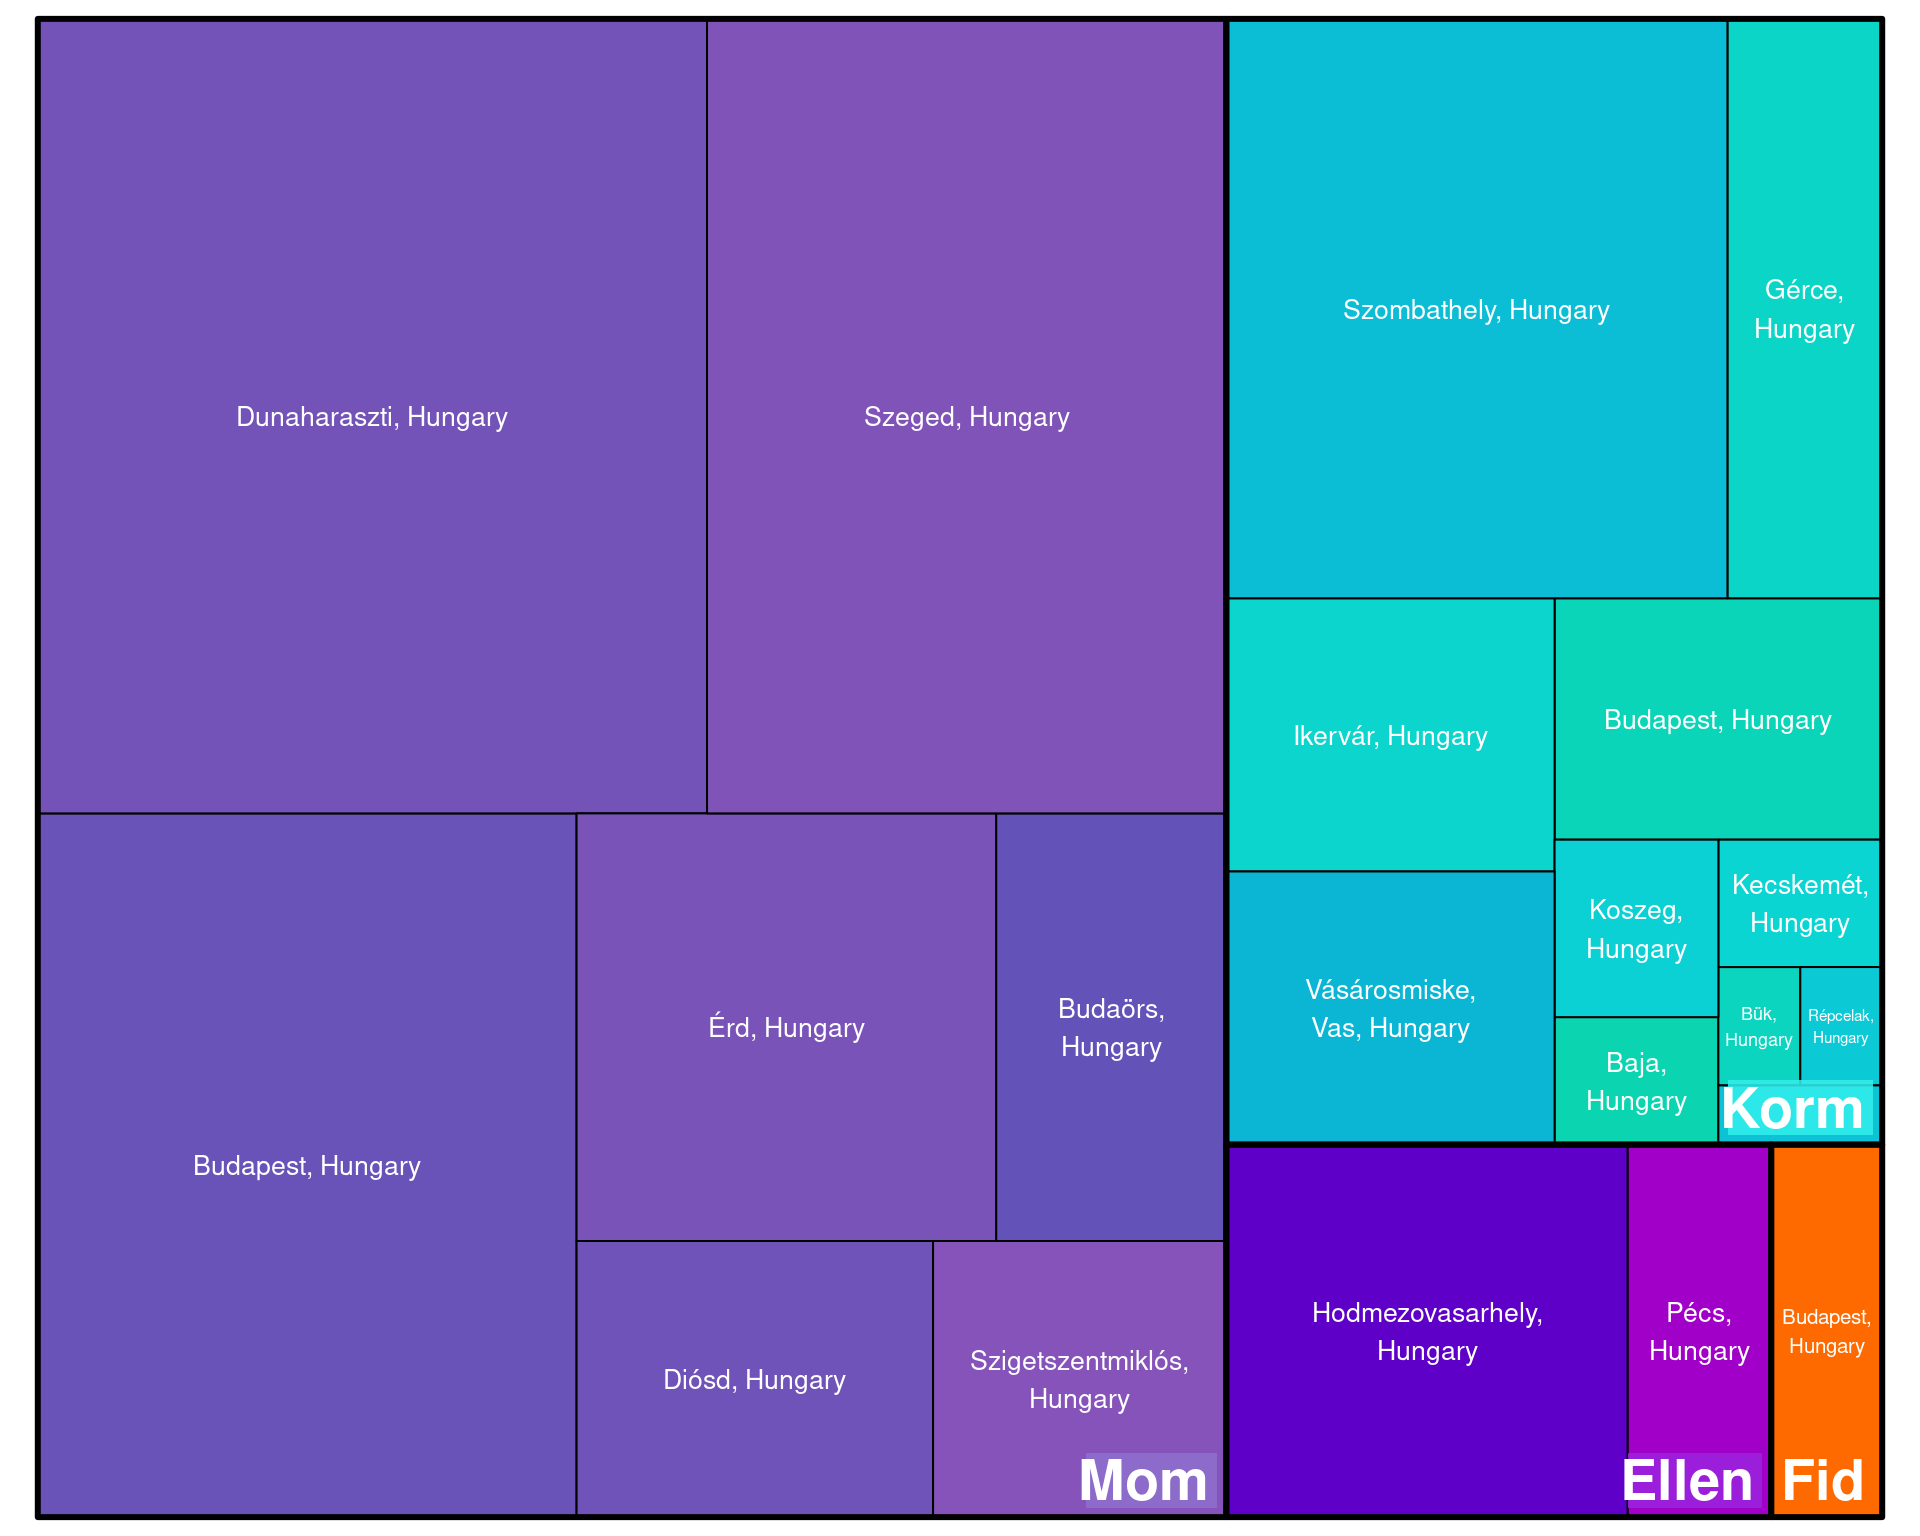 Dunaharaszti, Hungary
Szeged, Hungary
Budapest, Hungary
Érd, Hungary
Budaörs,
Hungary
Diósd, Hungary
Szigetszentmiklós,
Hungary
Mom
Szombathely, Hungary
Gérce,
Hungary
Ikervár, Hungary
Budapest, Hungary
Vásárosmiske,
Vas, Hungary
Koszeg,
Hungary
Kecskemét,
Hungary
Bük,
Hungary
Répcelak,
Hungary
Baja,
Hungary
Korm
Hodmezovasarhely,
Hungary
Pécs,
Hungary
Ellen
Budapest,
Hungary
Fid